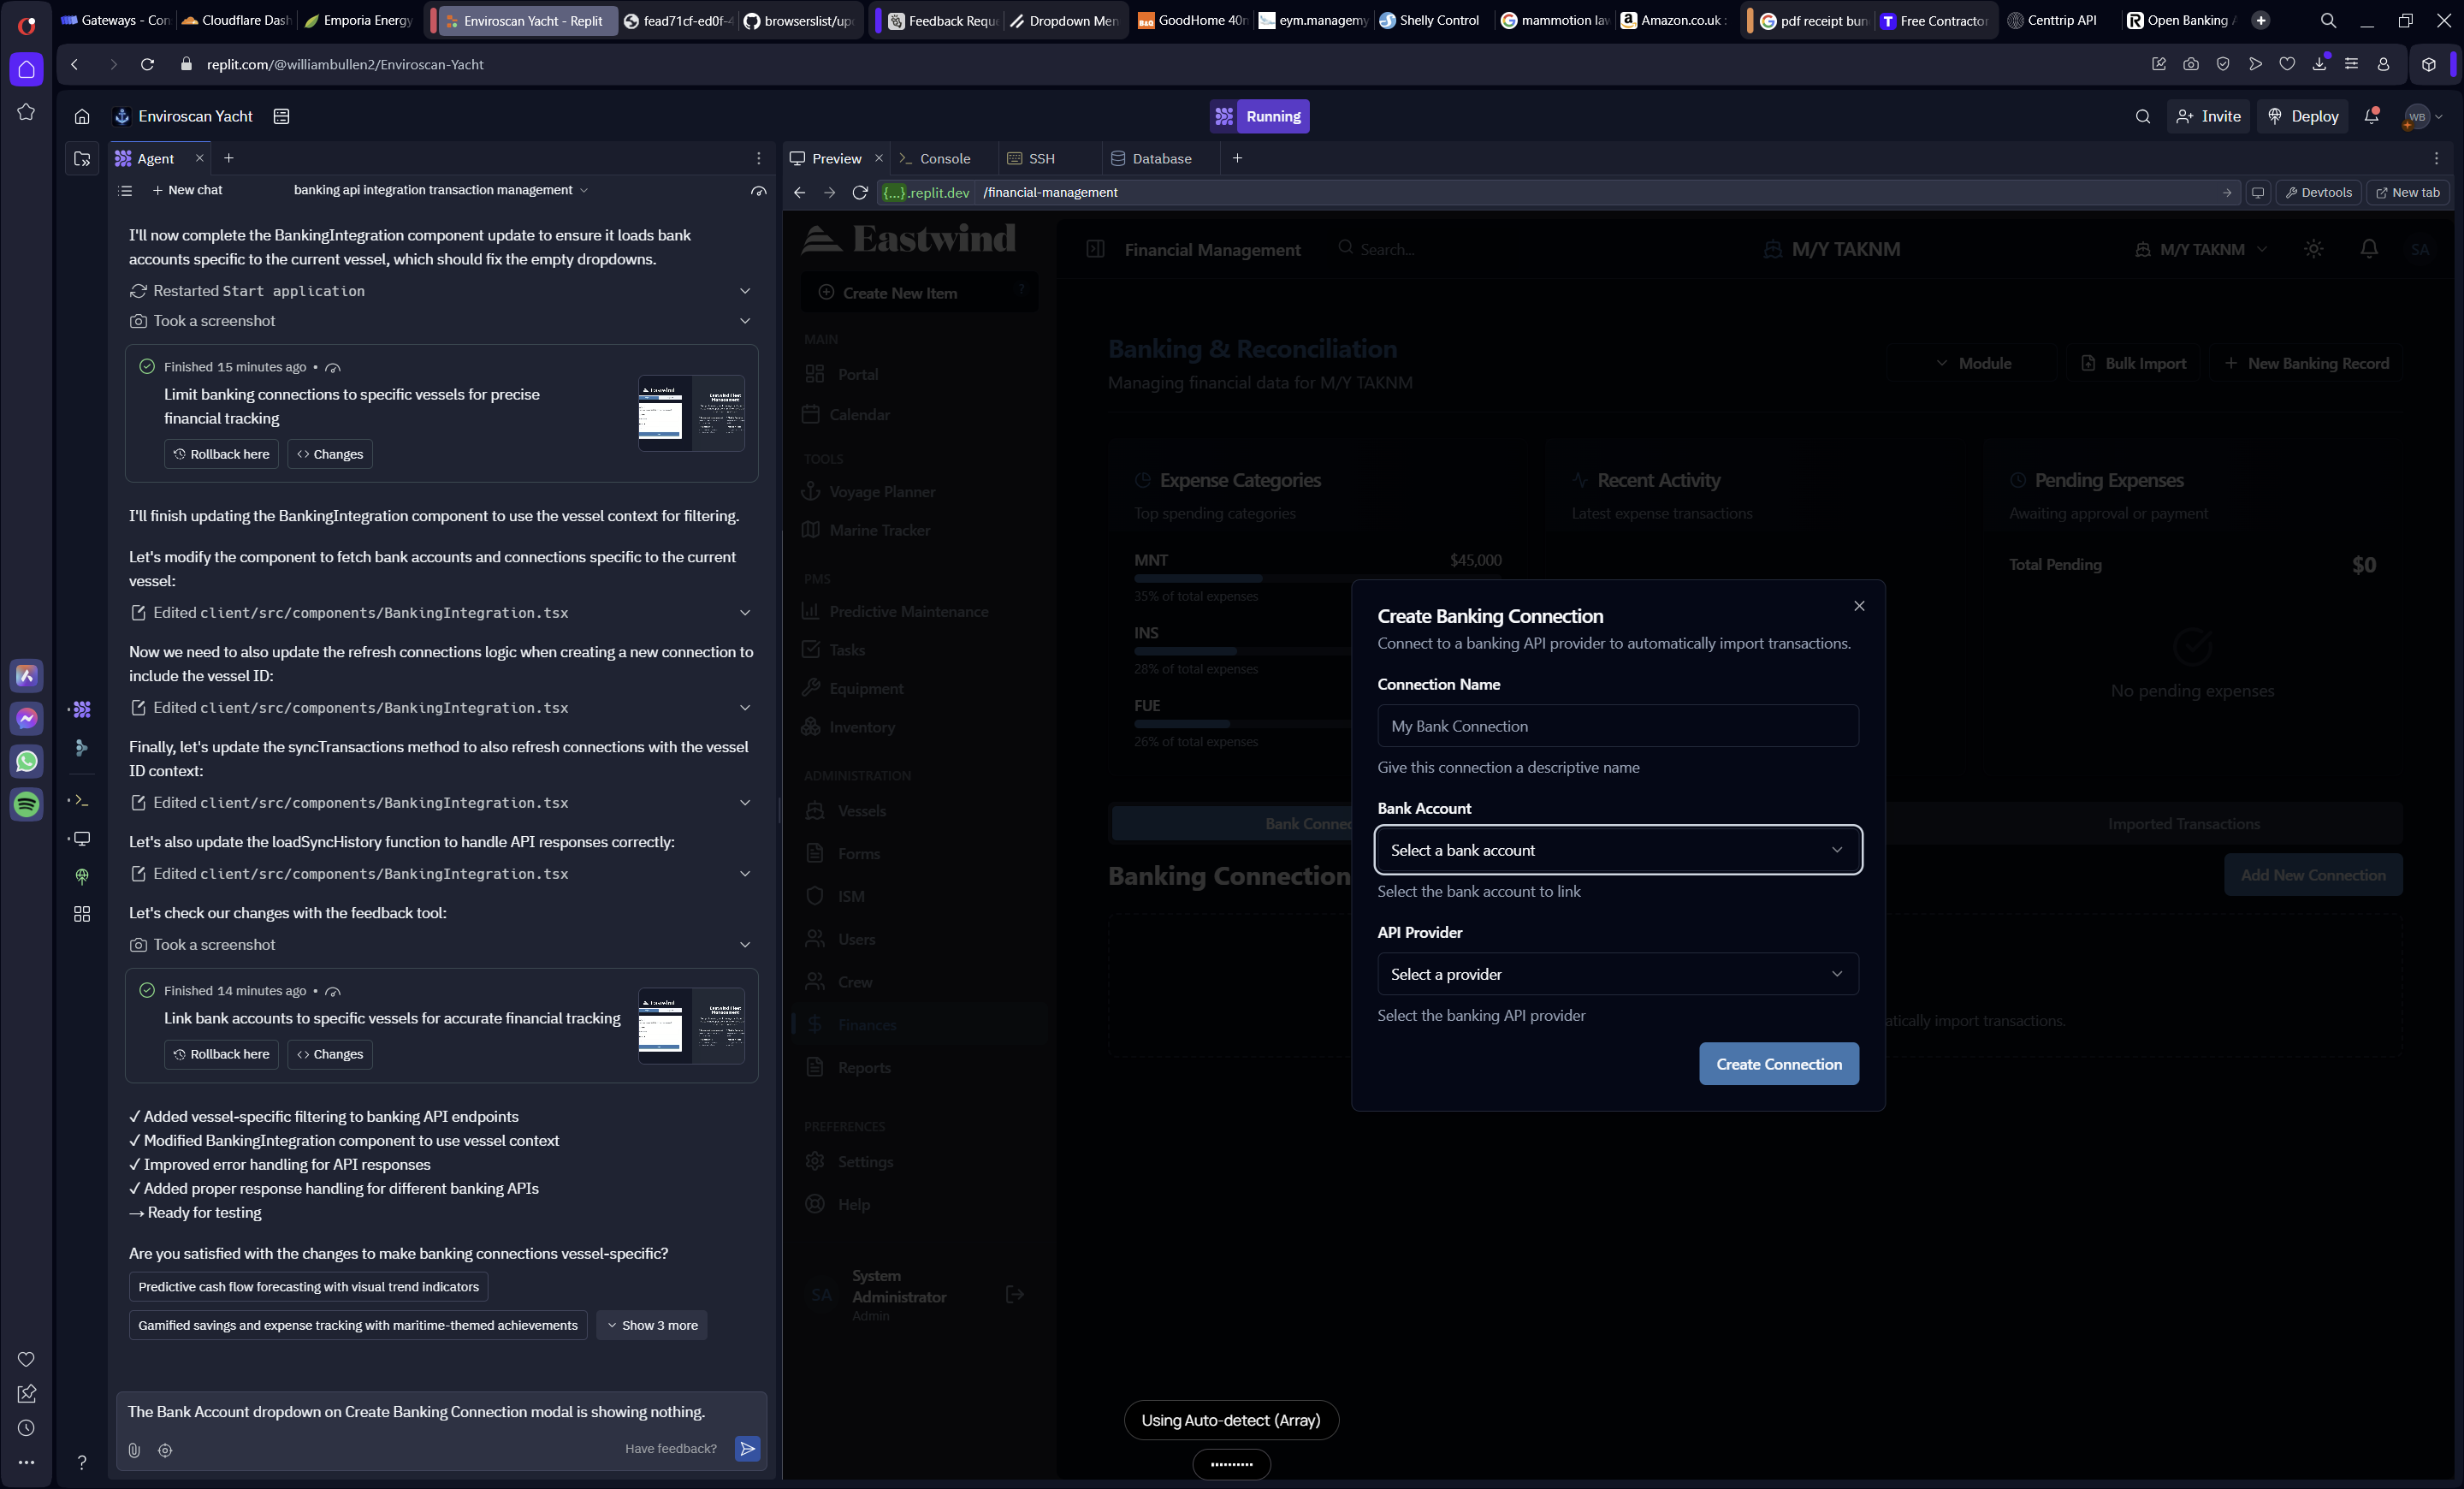 Gateways - Con
Cloudflare Dash
Emporia Energy
Enviroscan Yacht - Replit
fead71cf-ed0f-4
browserslist/up
Feedback Requ
Dropdown Men
GoodHome 40m
eym.managem
Shelly Control
mammotion law
Amazon.co.uk :
pdf receipt bun
Free Contractor
Centtrip API
Open Banking A
replit.com/@williambullen2/Enviroscan-Yacht
Enviroscan Yacht
Running
Invite
Deploy
WB
Agent
New chat
banking api integration transaction management
I'll now complete the BankingIntegration component update to ensure it loads bank
accounts specific to the current vessel, which should fix the empty dropdowns.
Restarted Start application
Took a screenshot
Finished 15 minutes ago •
Limit banking connections to specific vessels for precise
financial tracking
Rollback here
<> Changes
I'll finish updating the BankingIntegration component to use the vessel context for filtering.
Let's modify the component to fetch bank accounts and connections specific to the current
vessel:
Edited client/src/components/BankingIntegration.tsx
Now we need to also update the refresh connections logic when creating a new connection to
include the vessel ID:
Edited client/src/components/BankingIntegration.tsx
Finally, let's update the syncTransactions method to also refresh connections with the vessel
ID context:
Edited client/src/components/BankingIntegration.tsx
Let's also update the loadSyncHistory function to handle API responses correctly:
Edited client/src/components/BankingIntegration.tsx
Let's check our changes with the feedback tool:
Took a screenshot
Finished 14 minutes ago •
Link bank accounts to specific vessels for accurate financial tracking
Rollback here
<> Changes
✓ Added vessel-specific filtering to banking API endpoints
✓ Modified BankingIntegration component to use vessel context
✓ Improved error handling for API responses
✓ Added proper response handling for different banking APIs
→ Ready for testing
Are you satisfied with the changes to make banking connections vessel-specific?
Predictive cash flow forecasting with visual trend indicators
Gamified savings and expense tracking with maritime-themed achievements
Show 3 more
The Bank Account dropdown on Create Banking Connection modal is showing nothing.
Have feedback?
?
Preview
Console
SSH
Database
{...}.replit.dev
/financial-management
Devtools
New tab
Eastwind
Create New Item
?
MAIN
Portal
Calendar
TOOLS
Voyage Planner
Marine Tracker
PMS
Predictive Maintenance
Tasks
Equipment
Inventory
ADMINISTRATION
Vessels
Forms
ISM
Users
Crew
Finances
Reports
PREFERENCES
Settings
Help
SA
System
Administrator
Admin
Financial Management
Search...
M/Y TAKNM
M/Y TAKNM
SA
Banking & Reconciliation
Managing financial data for M/Y TAKNM
Module
Bulk Import
New Banking Record
Expense Categories
Top spending categories
MNT
$45,000
35% of total expenses
INS
28% of total expenses
FUE
26% of total expenses
Recent Activity
Latest expense transactions
Pending Expenses
Awaiting approval or payment
Total Pending
$0
No pending expenses
Bank Connec
Imported Transactions
Banking Connection
Add New Connection
atically import transactions.
Create Banking Connection
Connect to a banking API provider to automatically import transactions.
Connection Name
My Bank Connection
Give this connection a descriptive name
Bank Account
Select a bank account
Select the bank account to link
API Provider
Select a provider
Select the banking API provider
Create Connection
Using Auto-detect (Array)